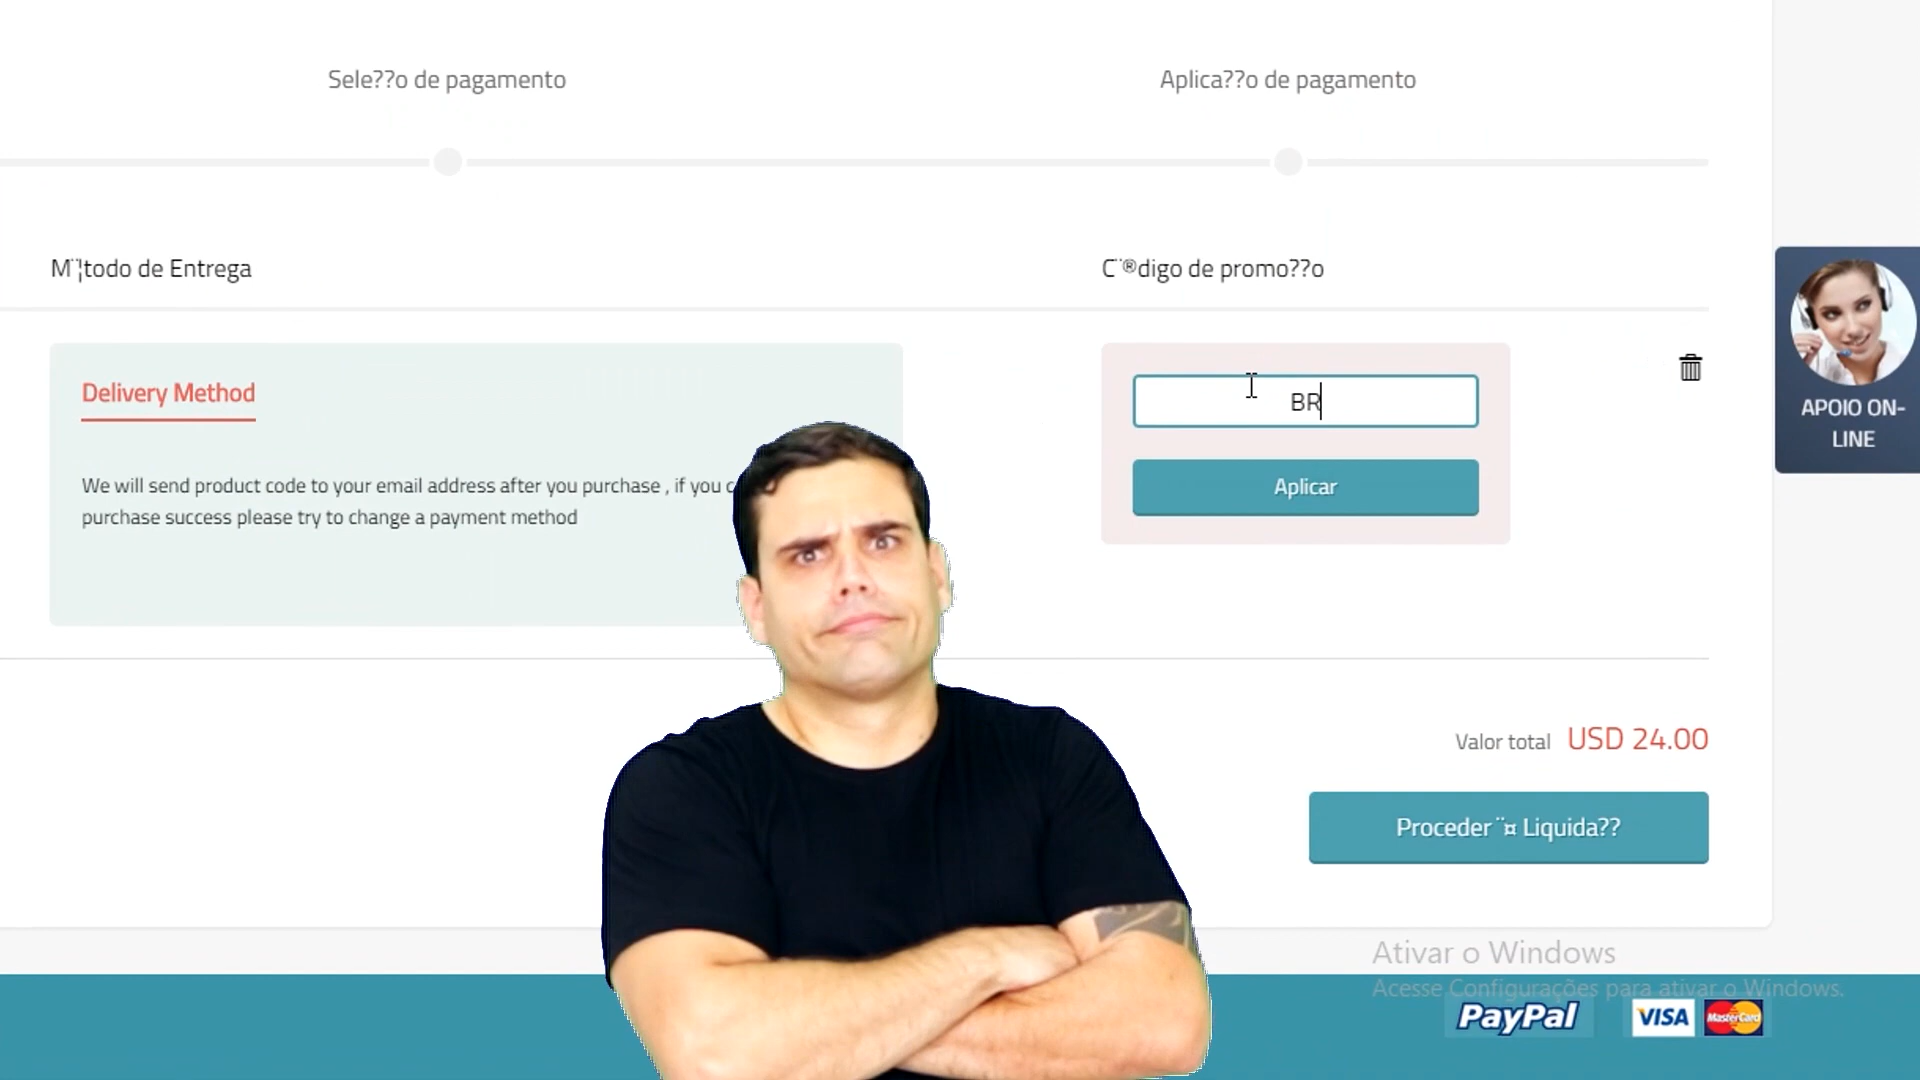 Sele??o de pagamento
Aplica??o de pagamento
M¨¦todo de Entrega
C¨®digo de promo??o
Delivery Method
We will send product code to your email address after you purchase , if you
purchase success please try to change a payment method
BR
Aplicar
APOIO ON-
LINE
Valor total USD 24.00
Proceder ¨¤ Liquida??
Ativar o Windows
Acesse Configurações para ativar o Windows.
PayPal VISA MasterCard